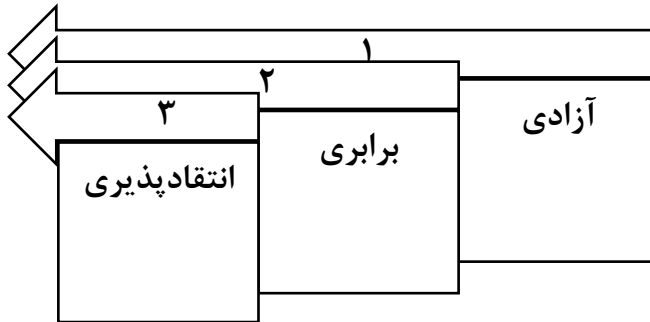 ۱
۲
۳
آزادی
برابری
انتقادپذیری